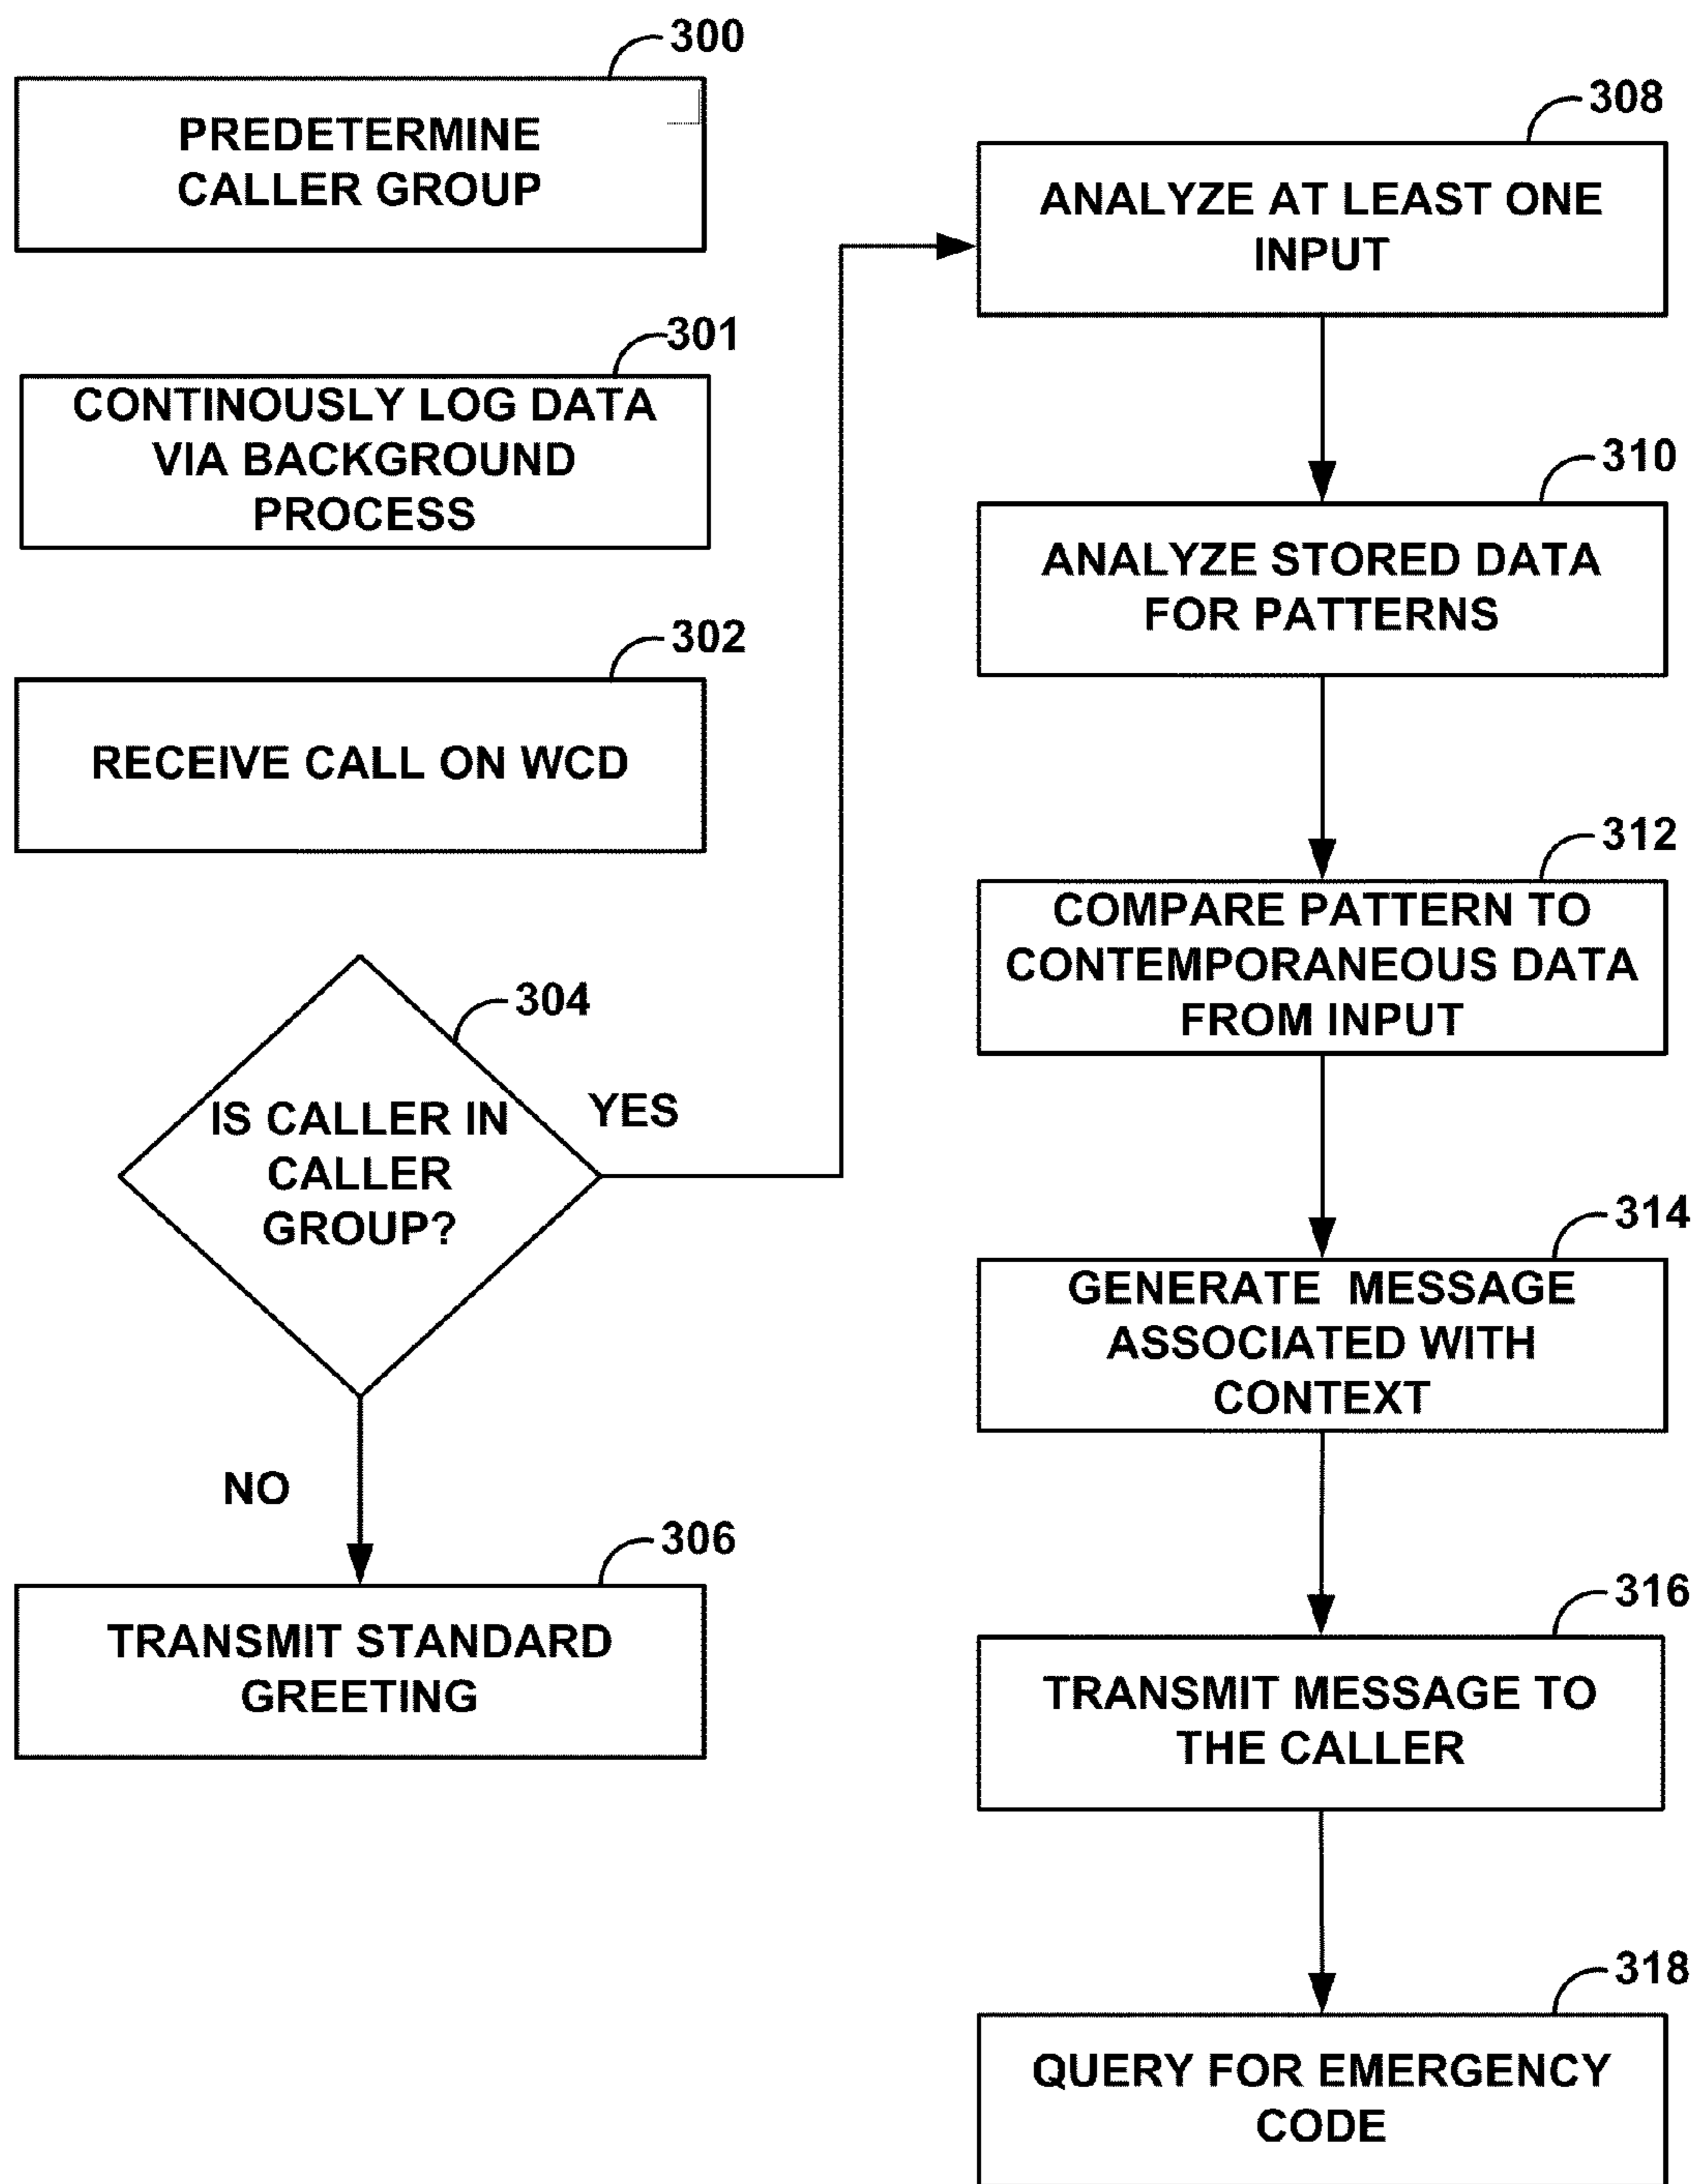 300
PREDETERMINE
CALLER GROUP
301
CONTINOUSLY LOG DATA
VIA BACKGROUND
PROCESS
302
RECEIVE CALL ON WCD
304
IS CALLER IN
CALLER
GROUP?
YES
NO
306
TRANSMIT STANDARD
GREETING
308
ANALYZE AT LEAST ONE
INPUT
310
ANALYZE STORED DATA
FOR PATTERNS
312
COMPARE PATTERN TO
CONTEMPORANEOUS DATA
FROM INPUT
314
GENERATE MESSAGE
ASSOCIATED WITH
CONTEXT
316
TRANSMIT MESSAGE TO
THE CALLER
318
QUERY FOR EMERGENCY
CODE